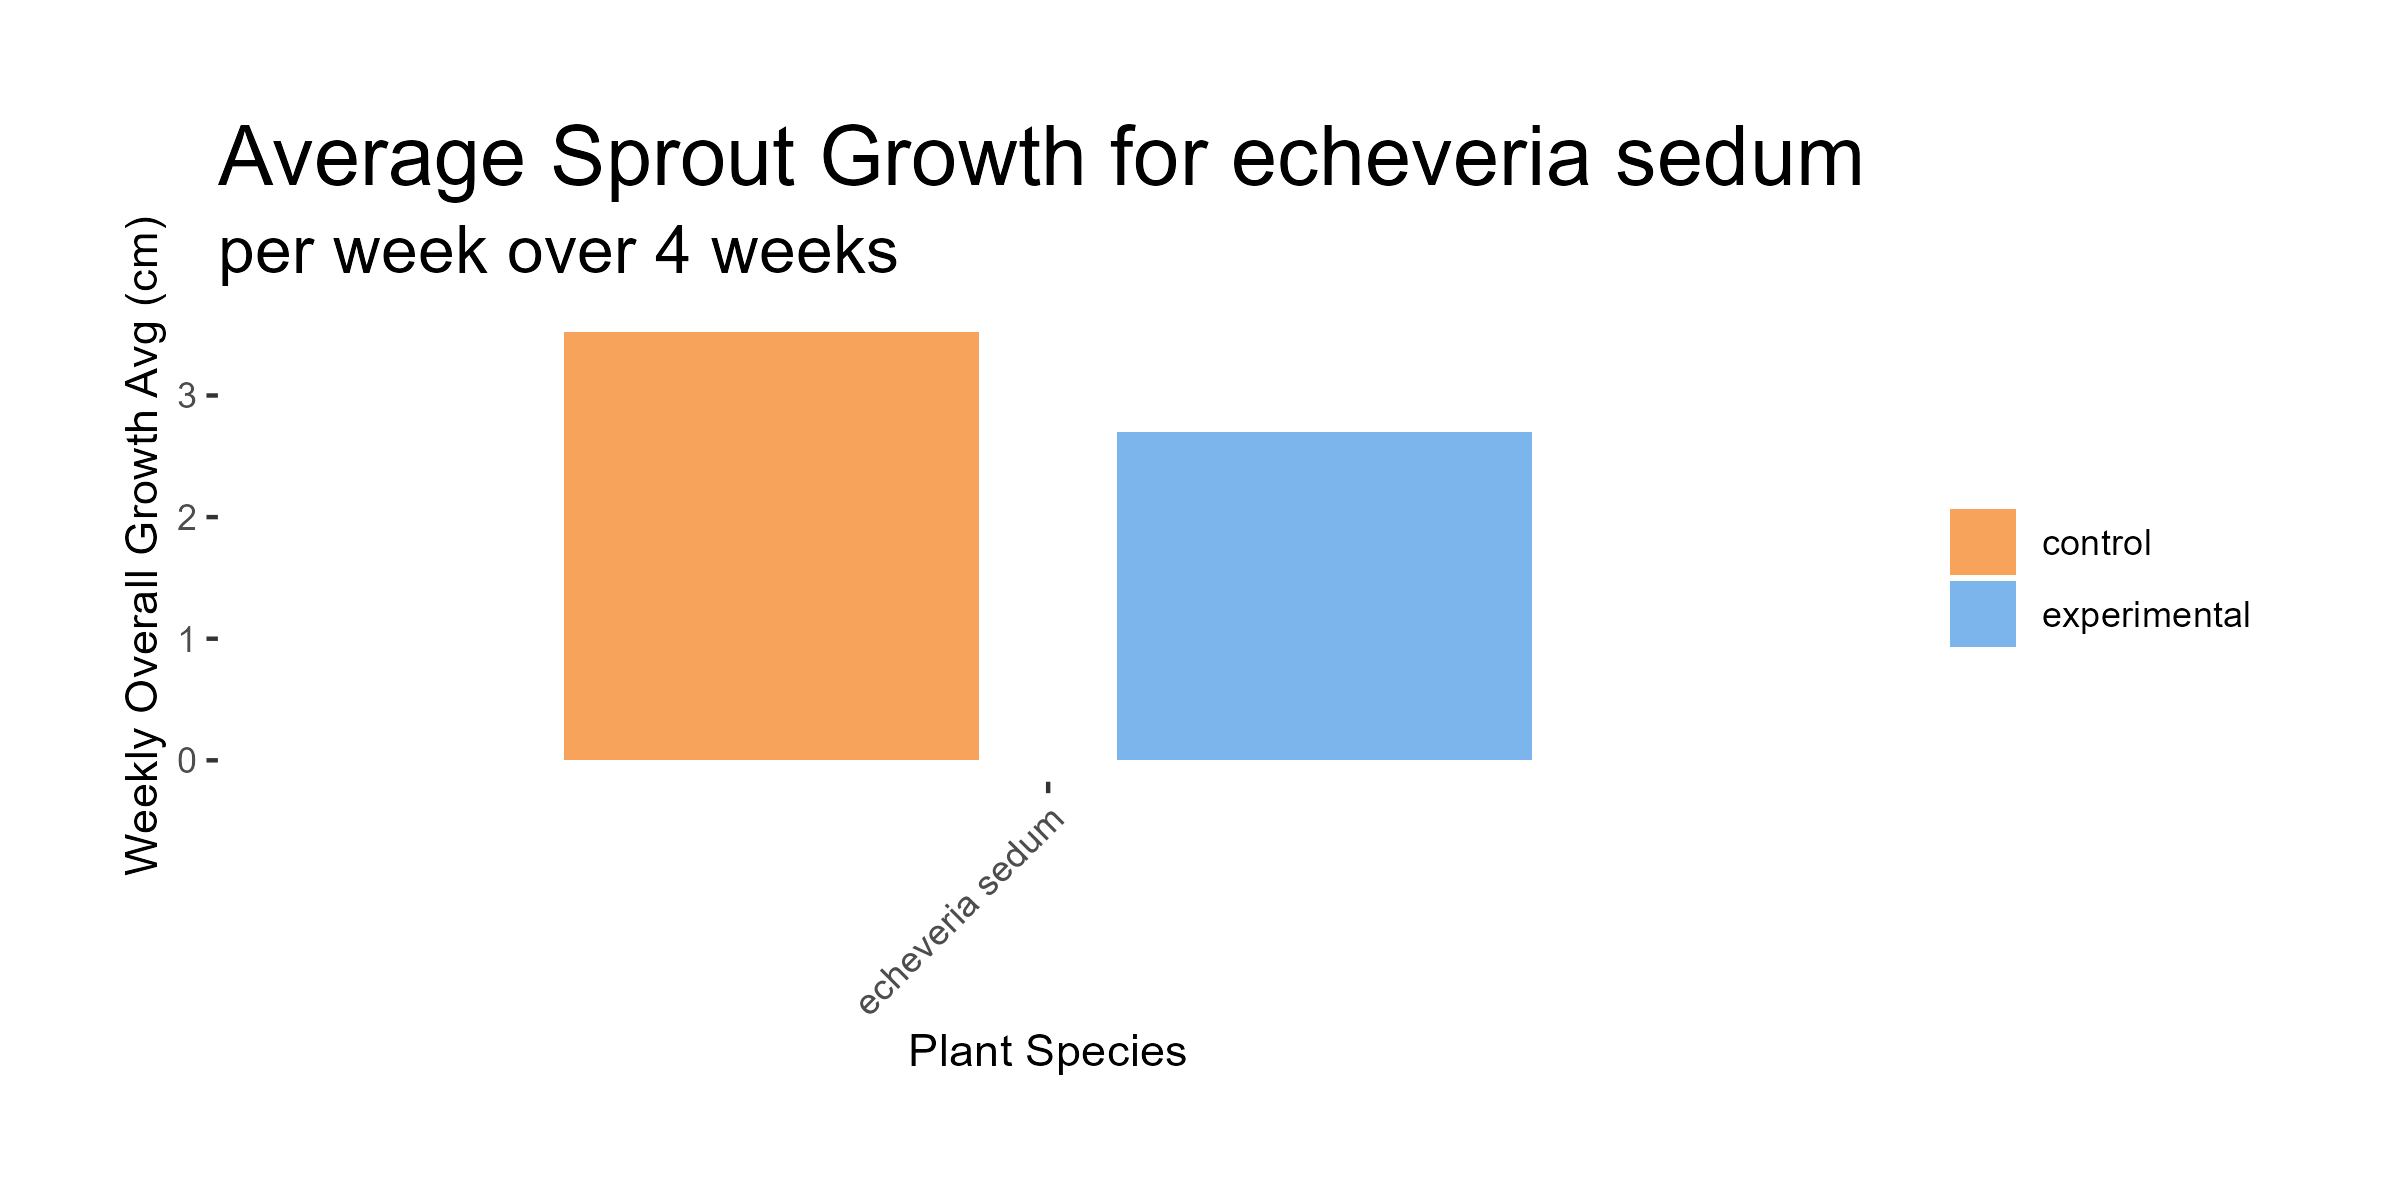 Average Sprout Growth for echeveria sedum
per week over 4 weeks
Weekly Overall Growth Avg (cm)
3
2
1
0
echeveria sedum
Plant Species
control
experimental